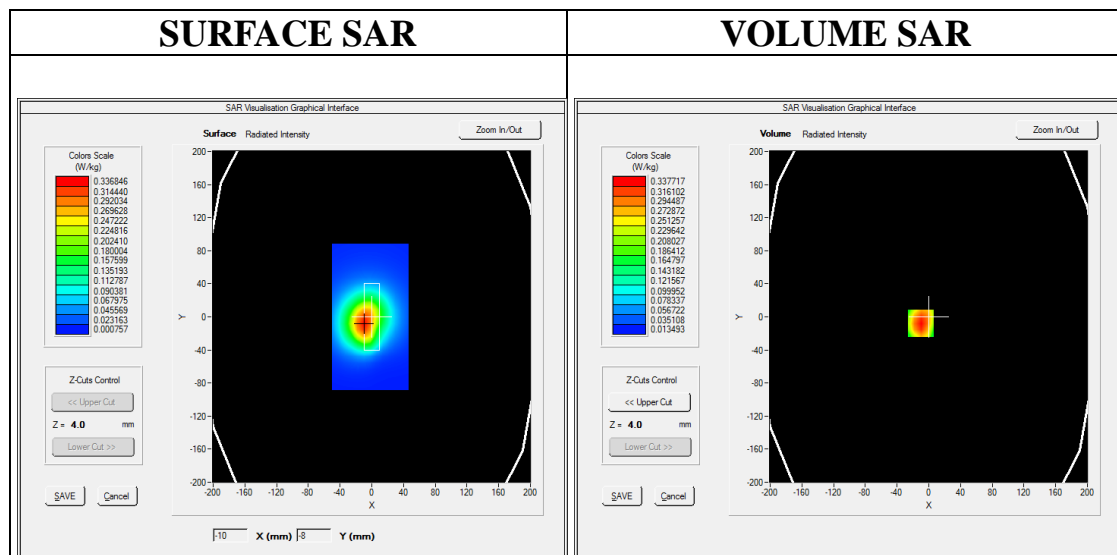 SURFACE SAR
VOLUME SAR
SAR Visualisation Graphical Interface
Surface Radiated Intensity
Zoom In/Out
Colors Scale
(W/kg)
0.336846
0.314440
0.292034
0.269628
0.247222
0.224816
0.202410
0.180004
0.157599
0.135193
0.112787
0.090381
0.067975
0.045569
0.023163
0.000757
Z-Cuts Control
<< Upper Cut
Z = 4.0 mm
Lower Cut >>
SAVE Cancel
200
160
120
80
40
0
-40
-80
-120
-160
-200
Y
-200 -160 -120 -80 -40 0 40 80 120 160 200
X
-10 X (mm) -8 Y (mm)
SAR Visualisation Graphical Interface
Volume Radiated Intensity
Zoom In/Out
Colors Scale
(W/kg)
0.337717
0.316102
0.294487
0.272872
0.251257
0.229642
0.208027
0.186412
0.164797
0.143182
0.121567
0.099952
0.078337
0.056722
0.035108
0.013493
Z-Cuts Control
<< Upper Cut
Z = 4.0 mm
Lower Cut >>
SAVE Cancel
200
160
120
80
40
0
-40
-80
-120
-160
-200
Y
-200 -160 -120 -80 -40 0 40 80 120 160 200
X